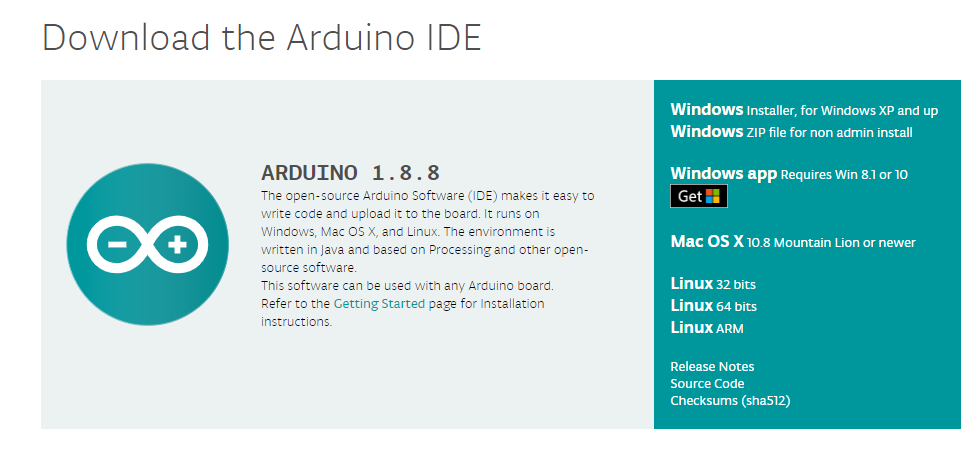 Download the Arduino IDE
ARDUINO 1.8.8
The open-source Arduino Software (IDE) makes it easy to
write code and upload it to the board. It runs on
Windows, Mac OS X, and Linux. The environment is
written in Java and based on Processing and other open-
source software.
This software can be used with any Arduino board.
Refer to the Getting Started page for Installation
instructions.
Windows Installer, for Windows XP and up
Windows ZIP file for non admin install
Windows app Requires Win 8.1 or 10
Get
Mac OS X 10.8 Mountain Lion or newer
Linux 32 bits
Linux 64 bits
Linux ARM
Release Notes
Source Code
Checksums (sha512)